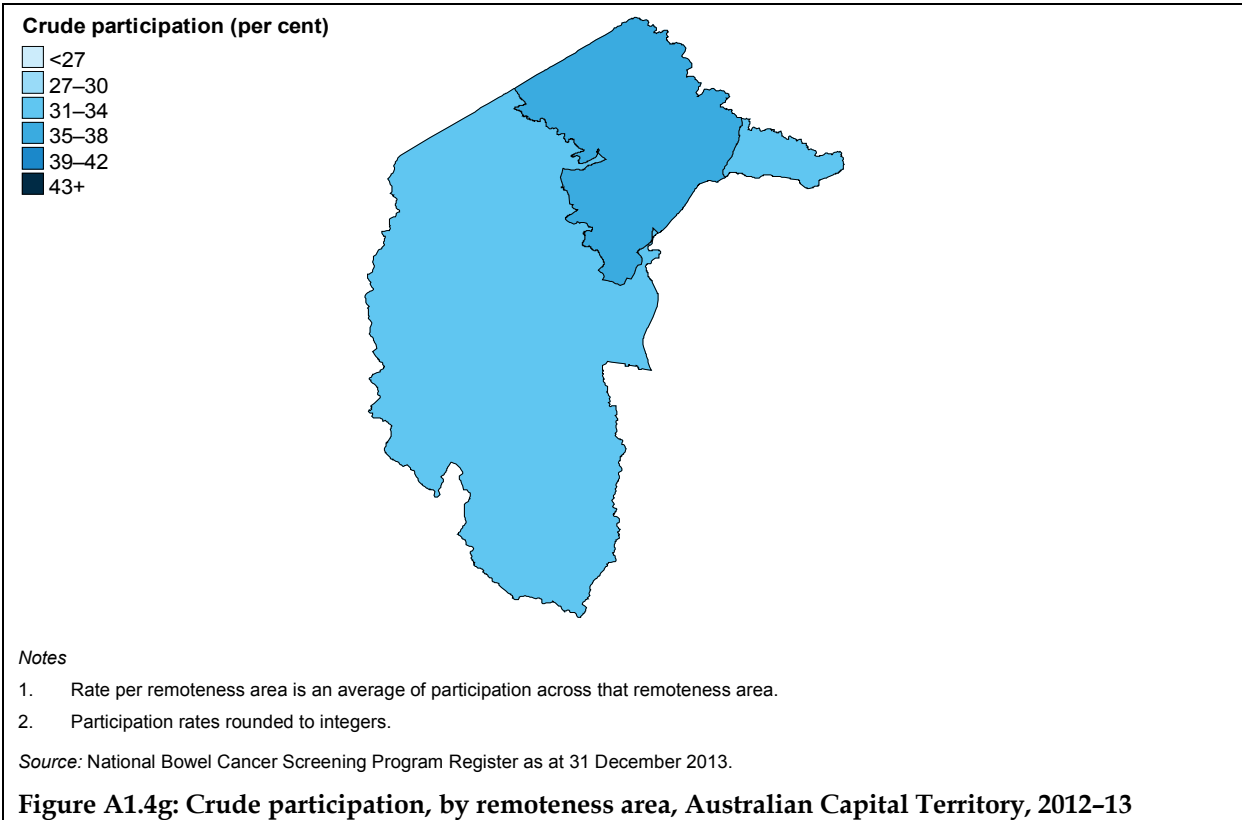 Crude participation (per cent)
<27
27–30
31–34
35–38
39–42
43+
Notes
1. Rate per remoteness area is an average of participation across that remoteness area.
2. Participation rates rounded to integers.
Source: National Bowel Cancer Screening Program Register as at 31 December 2013.
Figure A1.4g: Crude participation, by remoteness area, Australian Capital Territory, 2012–13